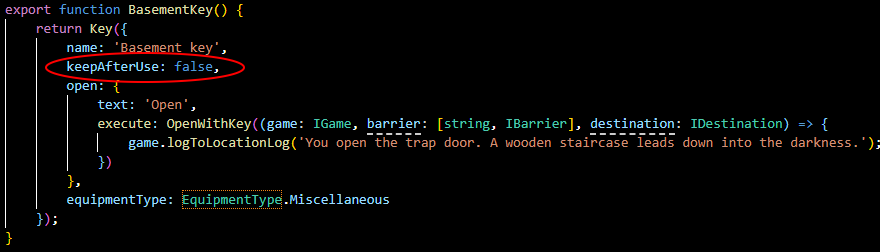 export function BasementKey() {
    return Key({
        name: 'Basement key',
        keepAfterUse: false,
        open: {
            text: 'Open',
            execute: OpenWithKey((game: IGame, barrier: [string, IBarrier], destination: IDestination) => {
                game.logToLocationLog('You open the trap door. A wooden staircase leads down into the darkness.');
            })
        },
        equipmentType: EquipmentType.Miscellaneous
    });
}